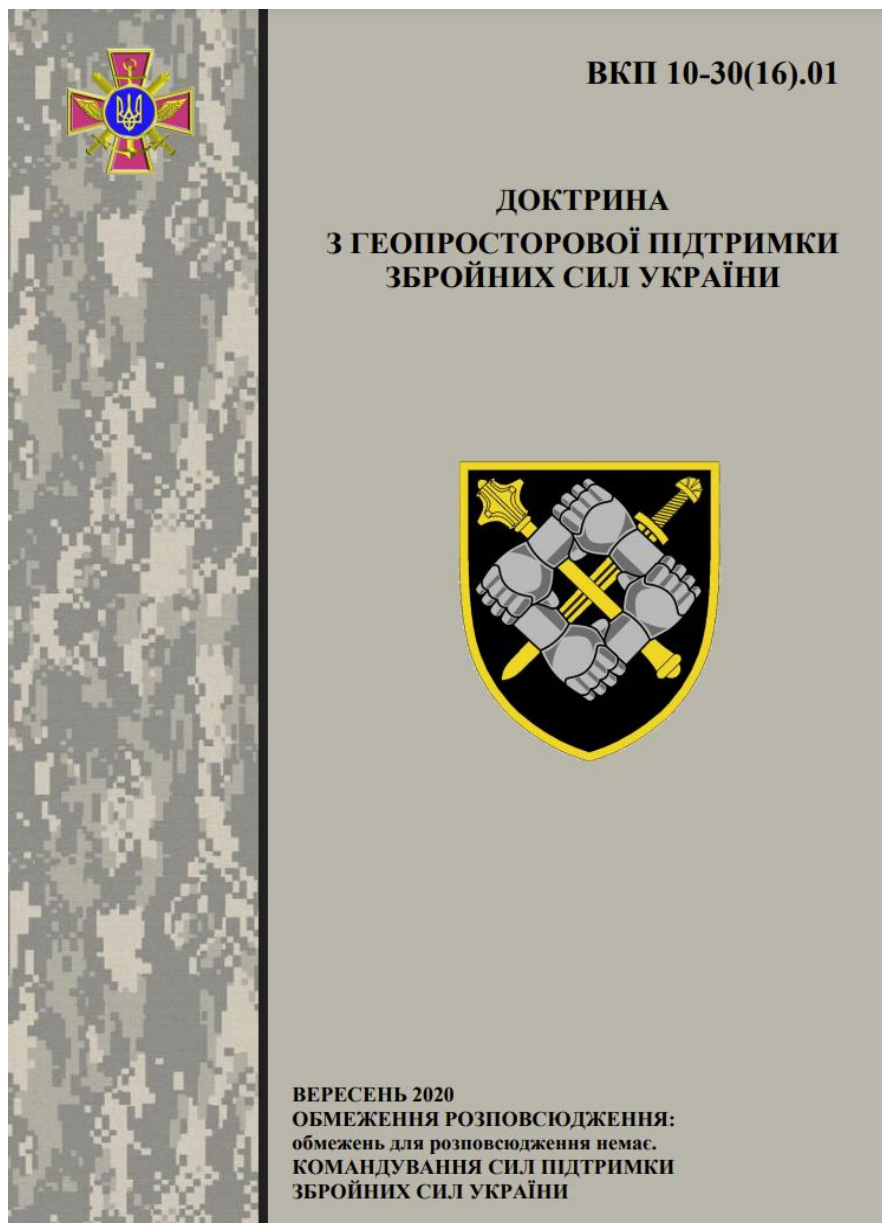 ВКП 10-30(16).01
ДОКТРИНА
З ГЕОПРОСТОРОВОЇ ПІДТРИМКИ
ЗБРОЙНИХ СИЛ УКРАЇНИ
ВЕРЕСЕНЬ 2020
ОБМЕЖЕННЯ РОЗПОВСЮДЖЕННЯ:
обмежень для розповсюдження немає.
КОМАНДУВАННЯ СИЛ ПІДТРИМКИ
ЗБРОЙНИХ СИЛ УКРАЇНИ